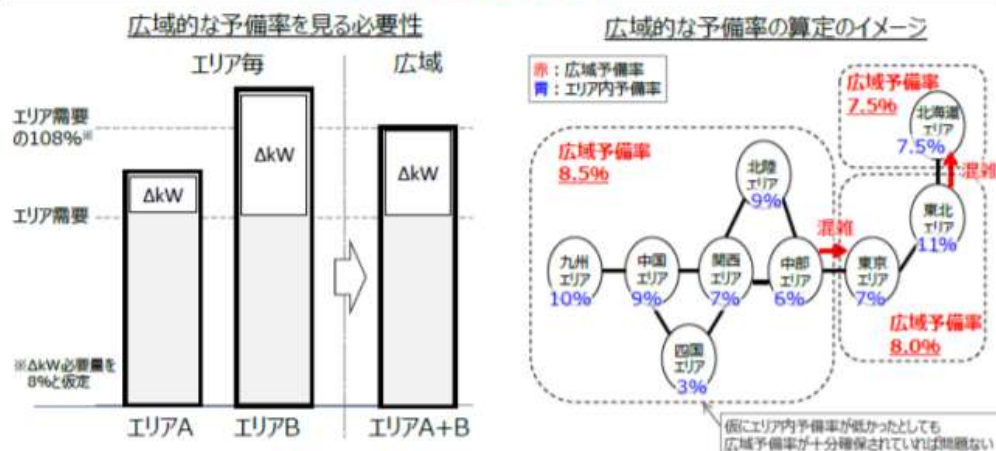 広域的な予備率を見る必要性
エリア毎
広域
エリア需要
の108%※
エリア需要
ΔkW
ΔkW
ΔkW
※ΔkW必要量を
8%と仮定
エリアA
エリアB
エリアA+B
広域的な予備率の算定のイメージ
赤：広域予備率
青：エリア内予備率
広域予備率
7.5%
北海道
エリア
7.5%
混雑
広域予備率
8.5%
北陸
エリア
9%
混雑
東北
エリア
11%
九州
エリア
10%
中国
エリア
9%
関西
エリア
7%
中部
エリア
6%
東京
エリア
7%
広域予備率
8.0%
四国
エリア
3%
仮にエリア内予備率が低かったとしても
広域予備率が十分確保されていれば問題ない